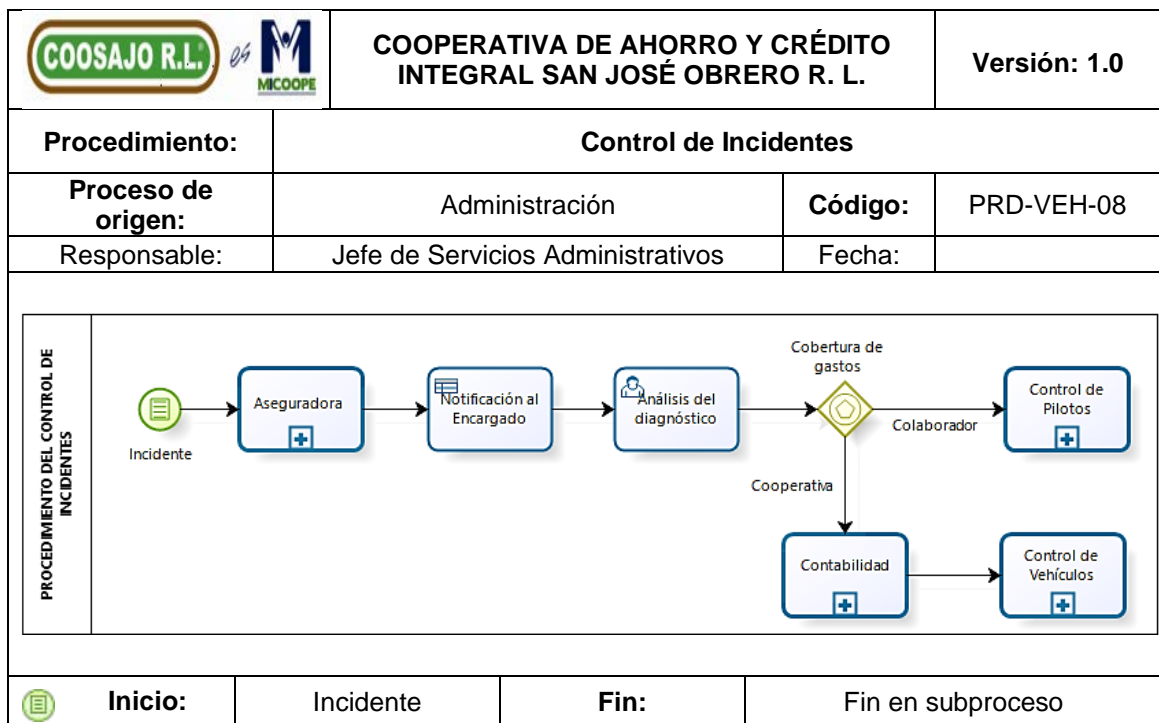 COOSAJO R.L.® es MICOOPE
COOPERATIVA DE AHORRO Y CRÉDITO
INTEGRAL SAN JOSÉ OBRERO R. L.
Versión: 1.0
Procedimiento:
Control de Incidentes
Proceso de
origen:
Administración
Código:
PRD-VEH-08
Responsable:
Jefe de Servicios Administrativos
Fecha:
PROCEDIMIENTO DEL CONTROL DE
INCIDENTES
Incidente
Aseguradora
Notificación al
Encargado
Análisis del
diagnóstico
Cobertura de
gastos
Colaborador
Control de
Pilotos
Cooperativa
Contabilidad
Control de
Vehículos
Inicio:
Incidente
Fin:
Fin en subproceso